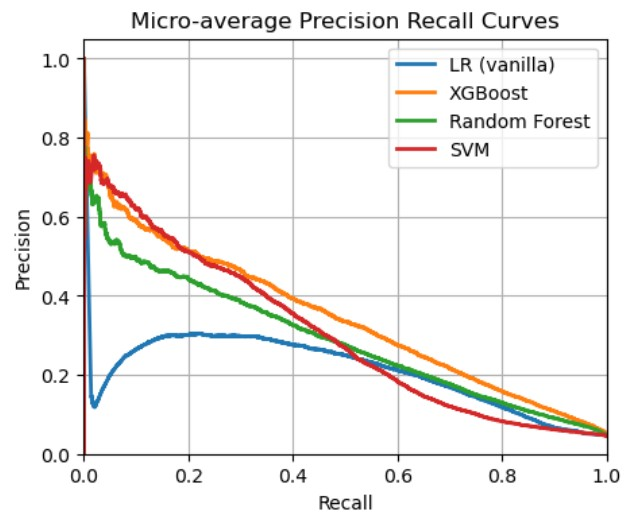 Micro-average Precision Recall Curves
1.0
0.8
0.6
0.4
0.2
0.0
Precision
LR (vanilla)
XGBoost
Random Forest
SVM
0.0 0.2 0.4 0.6 0.8 1.0
Recall